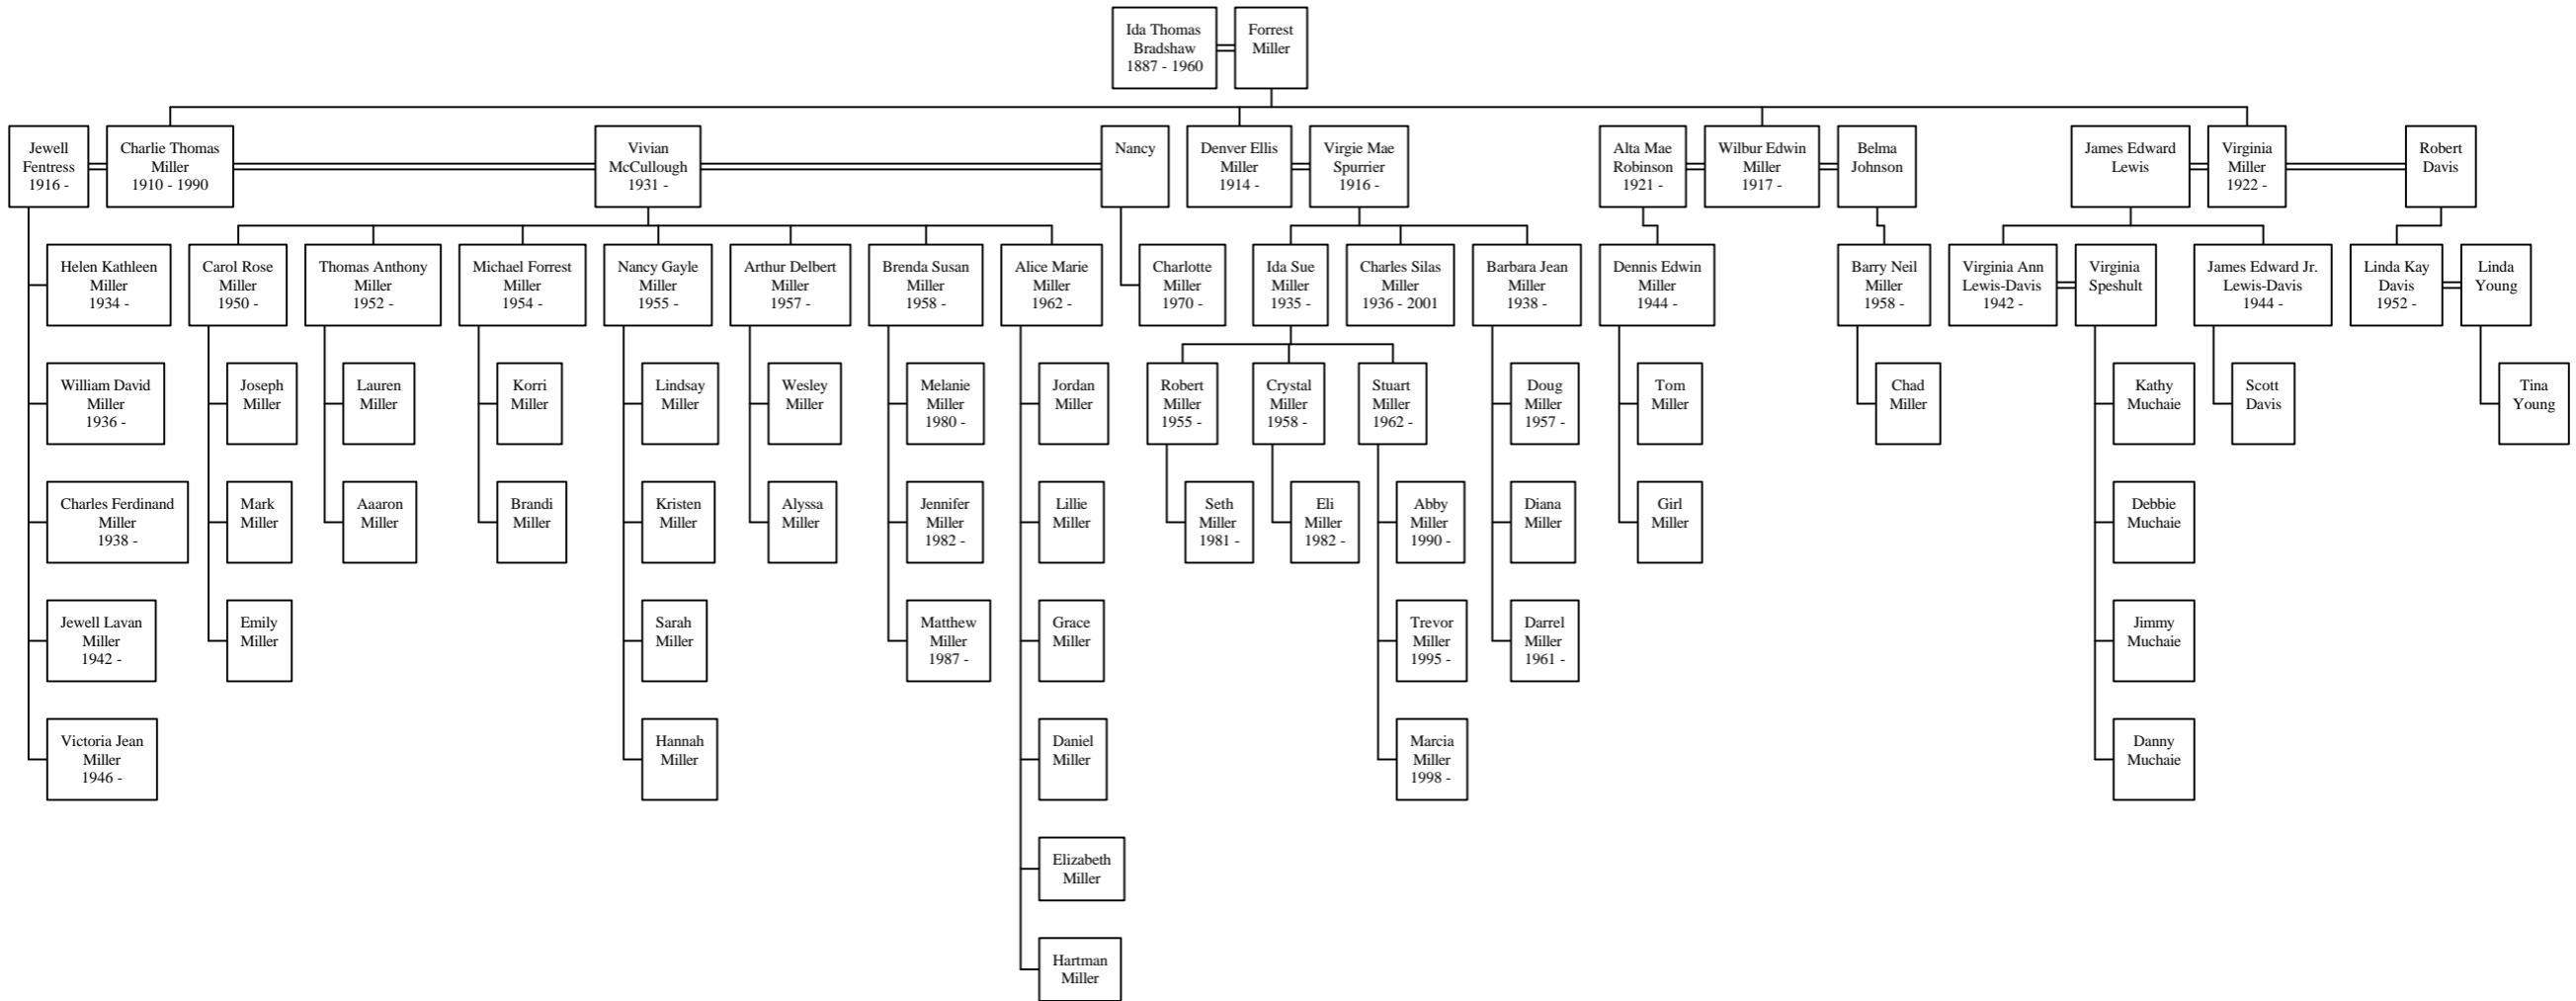 Ida Thomas
Bradshaw
1887 - 1960
Forrest
Miller
Jewell
Fentress
1916 -
Charlie Thomas
Miller
1910 - 1990
Vivian
McCullough
1931 -
Nancy
Denver Ellis
Miller
1914 -
Virgie Mae
Spurrier
1916 -
Alta Mae
Robinson
1921 -
Wilbur Edwin
Miller
1917 -
Belma
Johnson
James Edward
Lewis
Virginia
Miller
1922 -
Robert
Davis
Helen Kathleen
Miller
1934 -
Carol Rose
Miller
1950 -
Thomas Anthony
Miller
1952 -
Michael Forrest
Miller
1954 -
Nancy Gayle
Miller
1955 -
Arthur Delbert
Miller
1957 -
Brenda Susan
Miller
1958 -
Alice Marie
Miller
1962 -
Charlotte
Miller
1970 -
Ida Sue
Miller
1935 -
Charles Silas
Miller
1936 - 2001
Barbara Jean
Miller
1938 -
Dennis Edwin
Miller
1944 -
Barry Neil
Miller
1958 -
Virginia Ann
Lewis-Davis
1942 -
Virginia
Speshult
James Edward Jr.
Lewis-Davis
1944 -
Linda Kay
Davis
1952 -
Linda
Young
William David
Miller
1936 -
Joseph
Miller
Lauren
Miller
Korri
Miller
Lindsay
Miller
Wesley
Miller
Melanie
Miller
1980 -
Jordan
Miller
Robert
Miller
1955 -
Crystal
Miller
1958 -
Stuart
Miller
1962 -
Doug
Miller
1957 -
Tom
Miller
Chad
Miller
Kathy
Muchaie
Scott
Davis
Tina
Young
Charles Ferdinand
Miller
1938 -
Mark
Miller
Aaaron
Miller
Brandi
Miller
Kristen
Miller
Alyssa
Miller
Jennifer
Miller
1982 -
Lillie
Miller
Seth
Miller
1981 -
Eli
Miller
1982 -
Abby
Miller
1990 -
Diana
Miller
Girl
Miller
Debbie
Muchaie
Jewell Lavan
Miller
1942 -
Emily
Miller
Sarah
Miller
Matthew
Miller
1987 -
Grace
Miller
Trevor
Miller
1995 -
Darrel
Miller
1961 -
Jimmy
Muchaie
Victoria Jean
Miller
1946 -
Hannah
Miller
Daniel
Miller
Marcia
Miller
1998 -
Danny
Muchaie
Elizabeth
Miller
Hartman
Miller